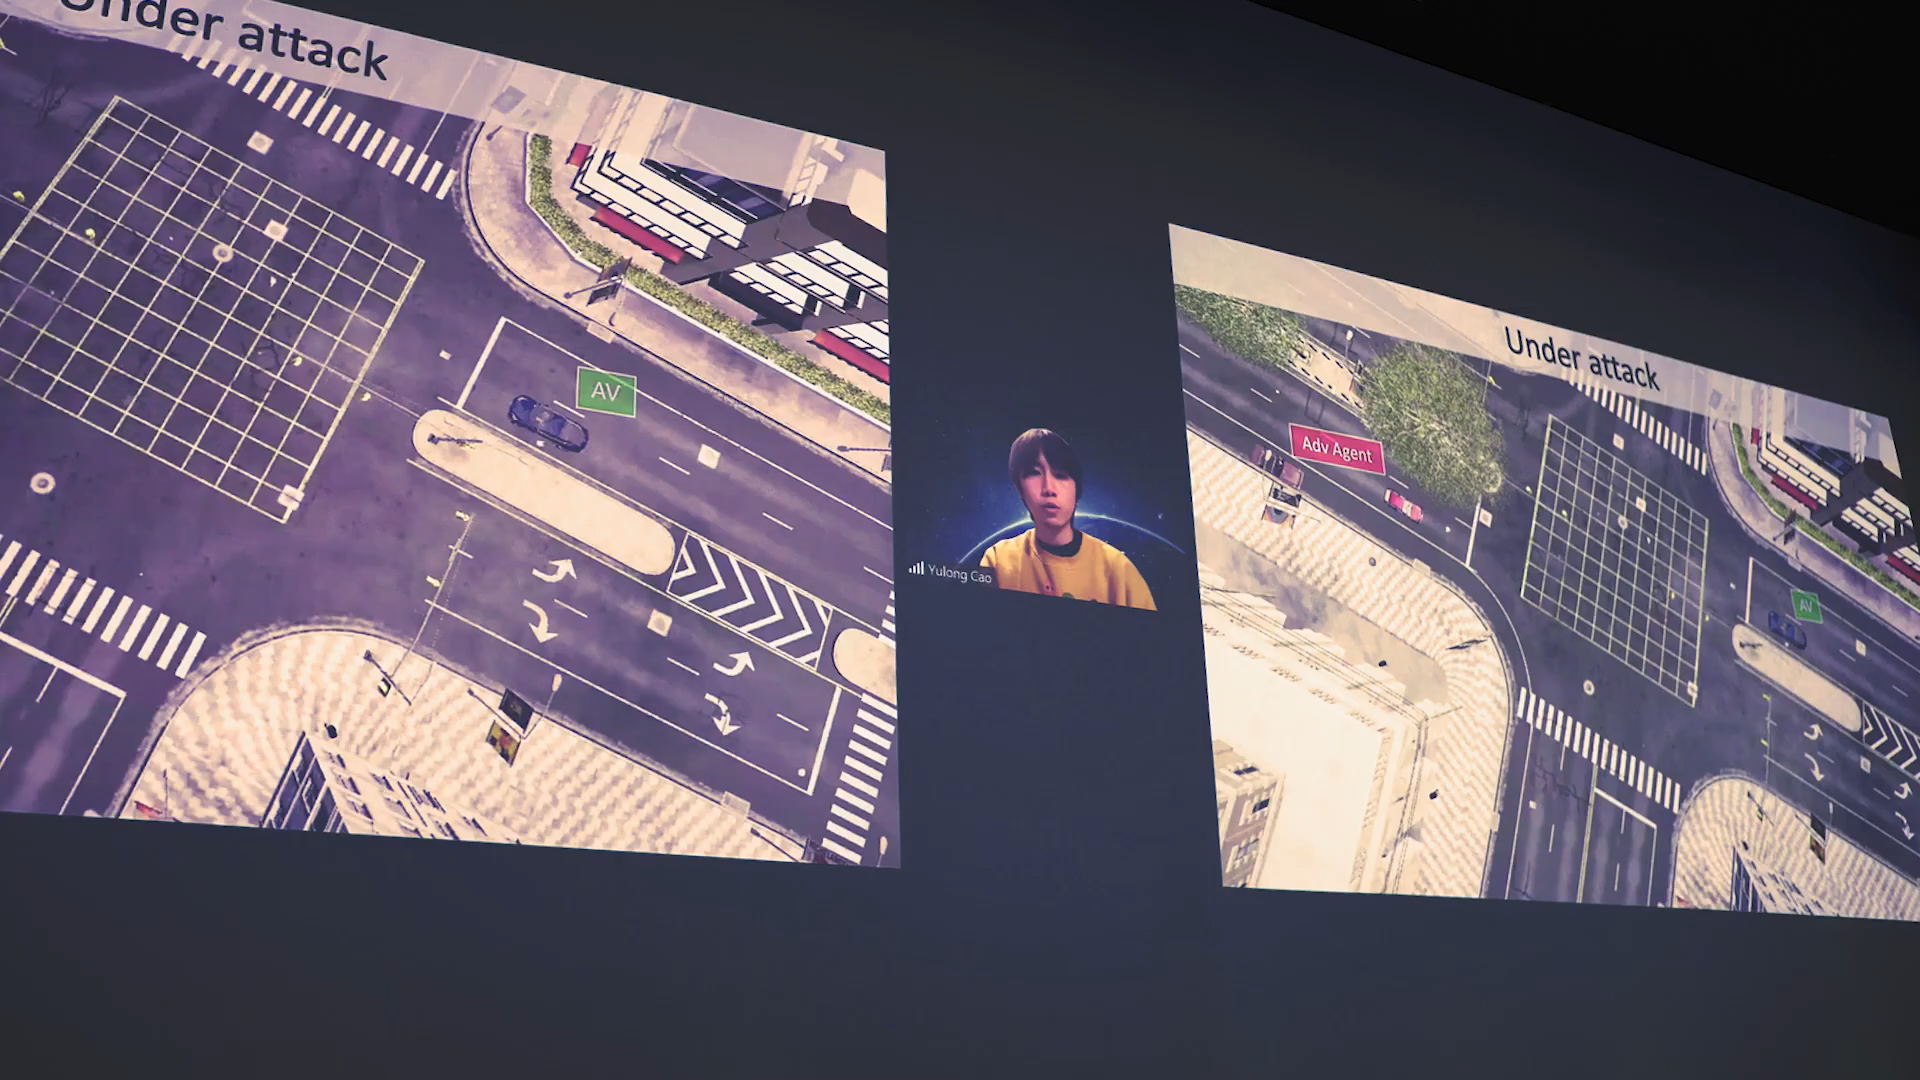 Under attack
AV
Yulong Cao
Under attack
Adv Agent
AV